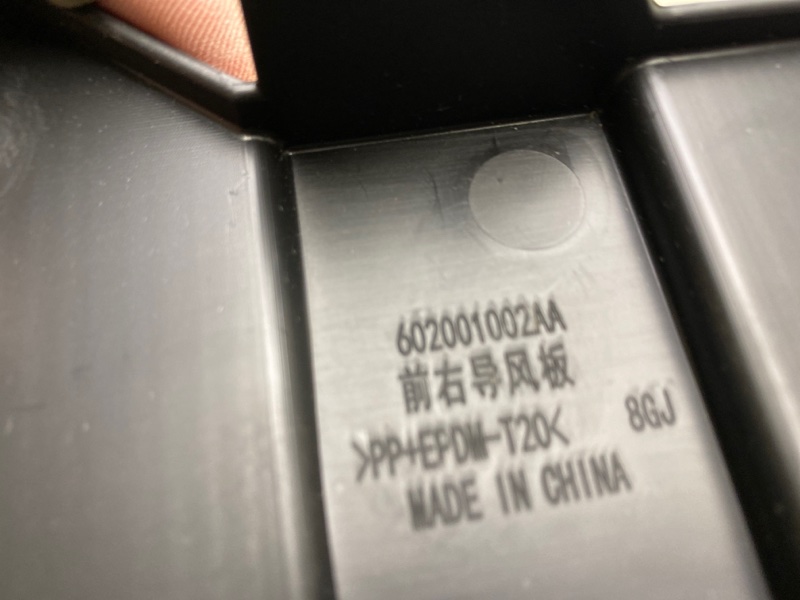 602001002AA
前右导风板
>PP+EPDM-T20<
8GJ
MADE IN CHINA